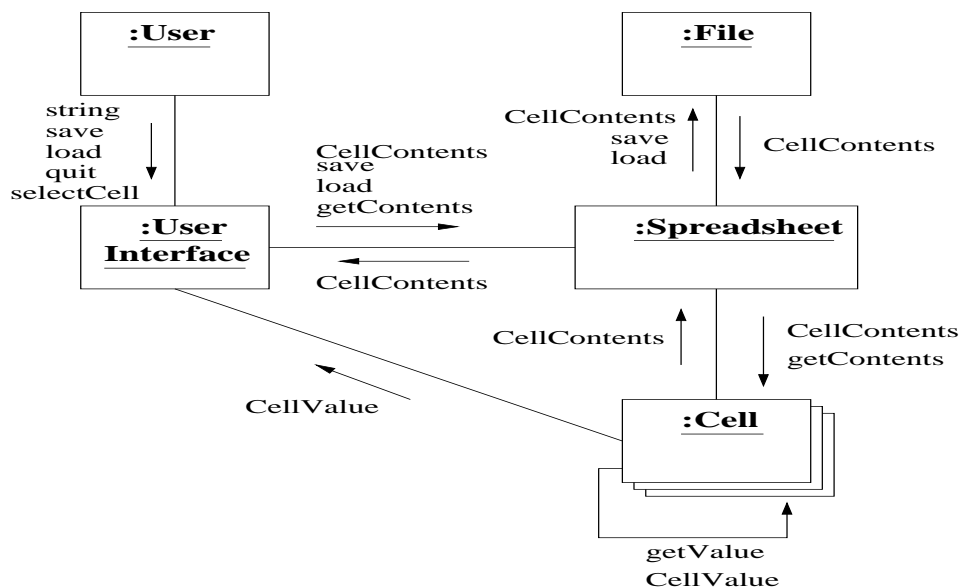 :User
:File
string
save
load
quit
selectCell
CellContents
save
load
getContents
CellContents
save
load
CellContents
:User
Interface
:Spreadsheet
CellContents
CellContents
CellContents
getContents
CellValue
:Cell
getValue
CellValue